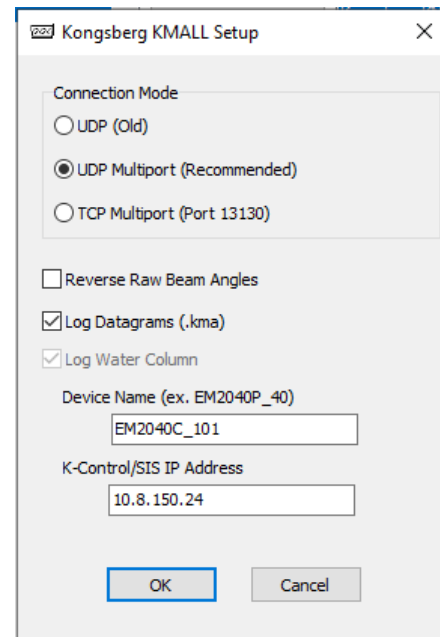 Kongsberg KMALL Setup
Connection Mode
UDP (Old)
UDP Multiport (Recommended)
TCP Multiport (Port 13130)
Reverse Raw Beam Angles
Log Datagrams (.kma)
Log Water Column
Device Name (ex. EM2040P_40)
EM2040C_101
K-Control/SIS IP Address
10.8.150.24
OK Cancel